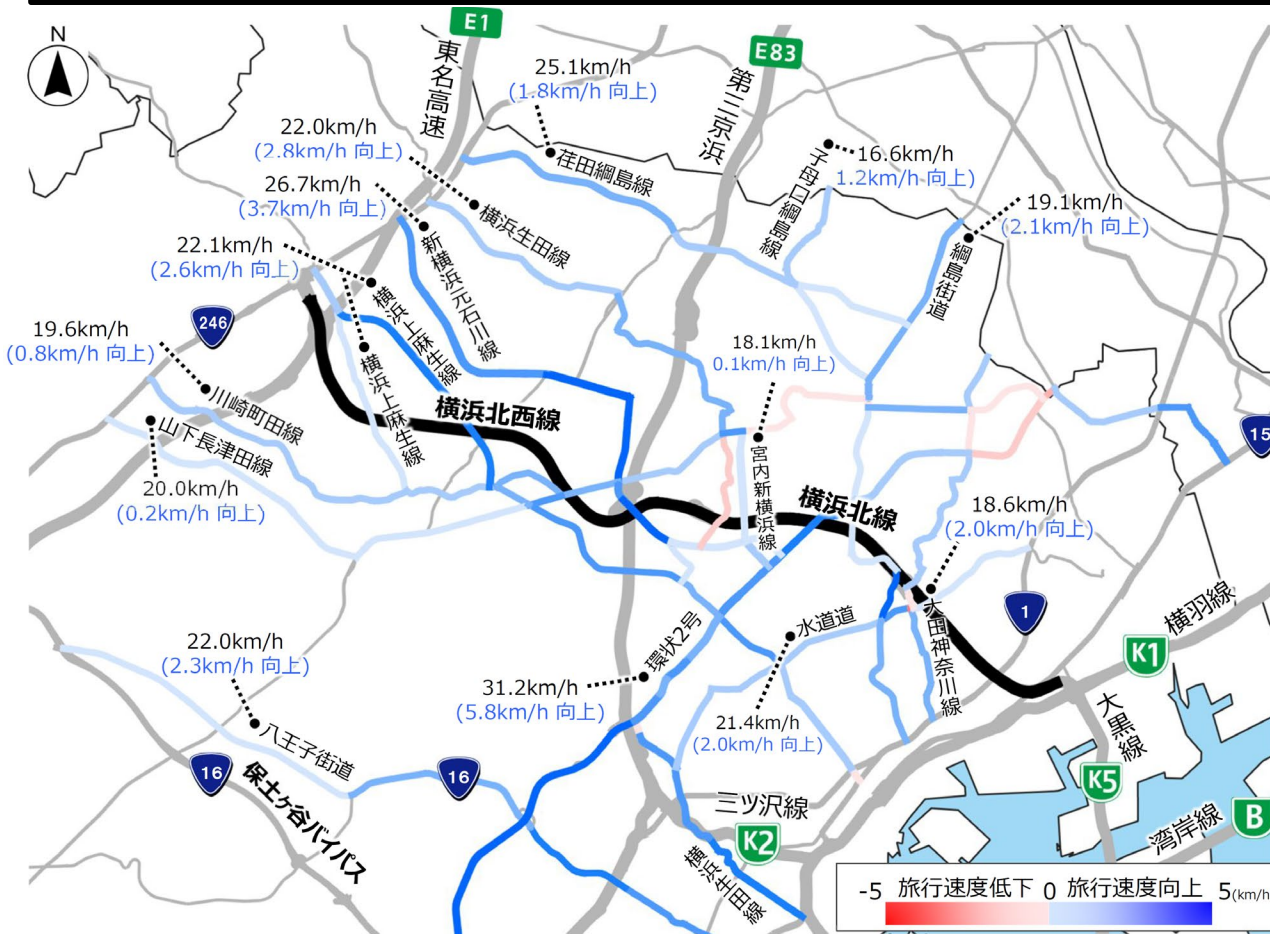 N
E1
東名高速
E83
第三京浜
25.1km/h
(1.8km/h 向上)
荏田綱島線
22.0km/h
(2.8km/h 向上)
横浜生田線
26.7km/h
(3.7km/h 向上)
新横浜元石川線
22.1km/h
(2.6km/h 向上)
横浜上麻生線
横浜上麻生線
16.6km/h
1.2km/h 向上)
子母口綱島線
19.1km/h
(2.1km/h 向上)
綱島街道
246
19.6km/h
(0.8km/h 向上)
川崎町田線
山下長津田線
20.0km/h
(0.2km/h 向上)
横浜北西線
18.1km/h
0.1km/h 向上)
宮内新横浜線
横浜北線
15
18.6km/h
(2.0km/h 向上)
大田神奈川線
1
横羽線
K1
水道道
21.4km/h
(2.0km/h 向上)
環状2号
31.2km/h
(5.8km/h 向上)
22.0km/h
(2.3km/h 向上)
八王子街道
16
16
保土ヶ谷バイパス
三ツ沢線
K2
横浜生田線
大黒線
K5
湾岸線
B
-5 旅行速度低下 0 旅行速度向上 5(km/h